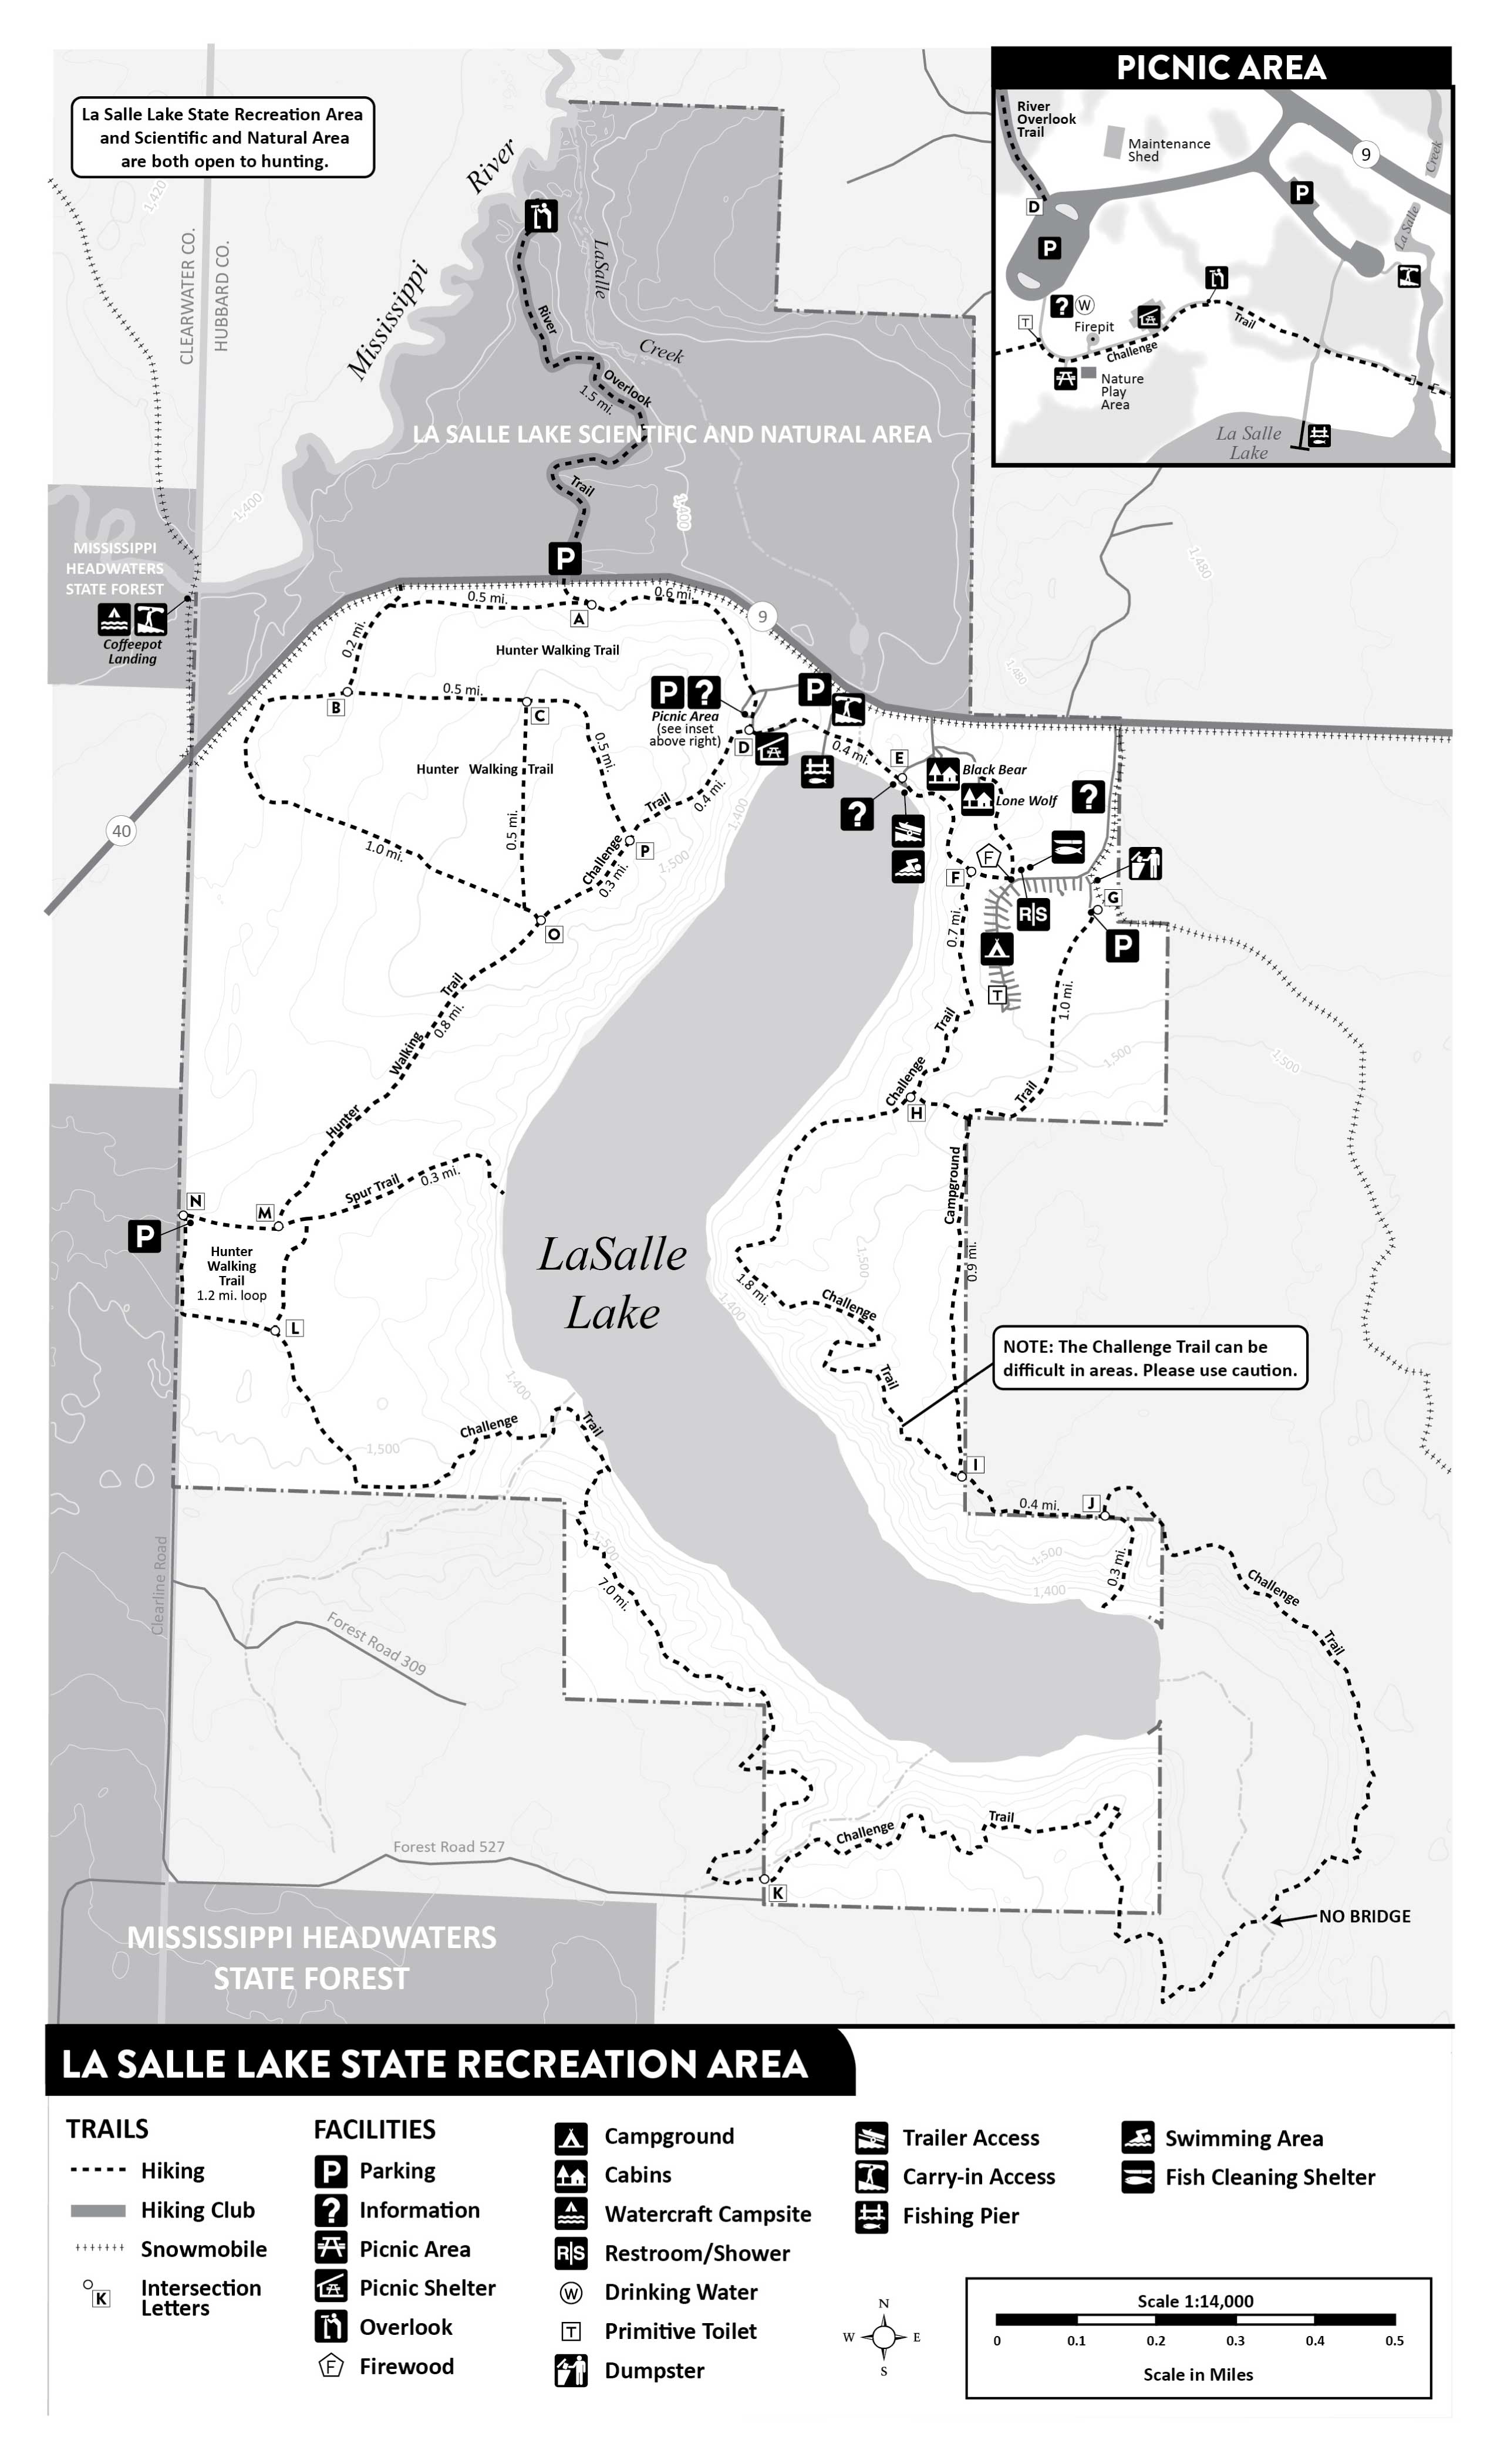 La Salle Lake State Recreation Area
and Scientific and Natural Area
are both open to hunting.
PICNIC AREA
River
Overlook
Trail
Maintenance
Shed
9
Creek
La Salle
D
P
P
?
W
T
Firepit
Trail
Challenge
Nature
Play
Area
La Salle
Lake
1,420
CLEARWATER CO.
HUBBARD CO.
River
Mississippi
LaSalle
Creek
River
Overlook
1.5 mi.
Trail
LA SALLE LAKE SCIENTIFIC AND NATURAL AREA
1,400
1,400
1,480
1,480
MISSISSIPPI
HEADWATERS
STATE FOREST
Coffeepot
Landing
P
0.5 mi.
A
0.6 mi.
9
0.2 mi.
Hunter Walking Trail
B
0.5 mi.
C
P
?
Picnic Area
(see inset
above right)
D
P
0.4 mi.
E
Black Bear
Lone Wolf
?
?
Hunter Walking Trail
0.5 mi.
0.5 mi.
Trail
0.4 mi.
1,400
1,500
40
1.0 mi.
Challenge
0.3 mi.
P
O
F
F
R|S
G
P
0.7 mi.
T
1.0 mi.
Trail
0.8 mi.
Walking
Hunter
Trail
Challenge
H
Trail
1,500
1,500
Campground
0.9 mi.
N
M
P
Spur Trail
0.3 mi.
Hunter
Walking
Trail
1.2 mi. loop
L
LaSalle
Lake
1.8 mi.
1,500
1,400
Challenge
Trail
NOTE: The Challenge Trail can be
difficult in areas. Please use caution.
1,400
Challenge
Trail
1,500
I
0.4 mi.
J
1,500
1,400
0.3 mi.
Challenge
Trail
1,500
7.0 mi.
Clearline Road
Forest Road 309
Forest Road 527
Challenge
Trail
K
NO BRIDGE
MISSISSIPPI HEADWATERS
STATE FOREST
LA SALLE LAKE STATE RECREATION AREA
TRAILS
Hiking
Hiking Club
Snowmobile
K
Intersection
Letters
FACILITIES
P Parking
? Information
Picnic Area
Picnic Shelter
Overlook
F Firewood
Campground
Cabins
Watercraft Campsite
R|S Restroom/Shower
W Drinking Water
T Primitive Toilet
Dumpster
Trailer Access
Carry-in Access
Fishing Pier
Swimming Area
Fish Cleaning Shelter
N
W E
S
Scale 1:14,000
0 0.1 0.2 0.3 0.4 0.5
Scale in Miles